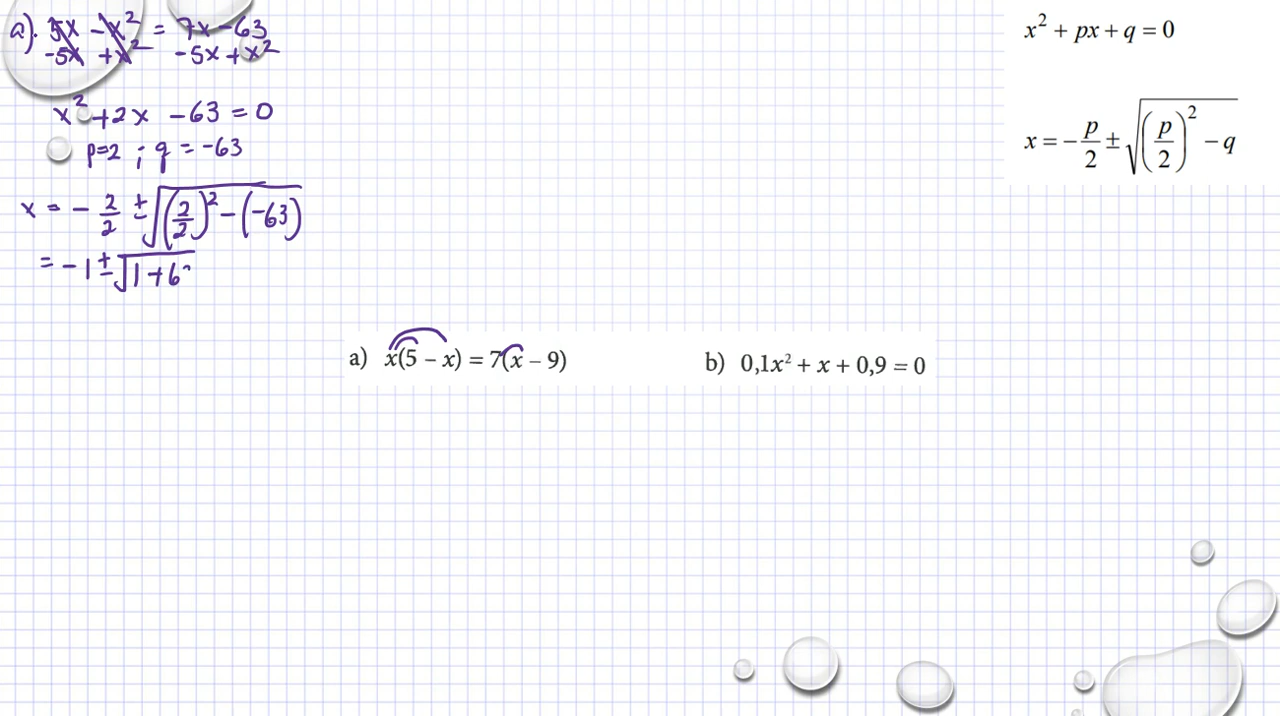 a). 5x - x² = 7x - 63
-5x + x² -5x + x²
x² + 2x - 63 = 0
p=2 ; q = -63
x = - 2/2 ± √((2/2)² - (-63))
= -1 ± √(1 + 6
x² + px + q = 0
x = - p/2 ± √((p/2)² - q)
a) x(5 – x) = 7(x – 9)
b) 0,1x² + x + 0,9 = 0